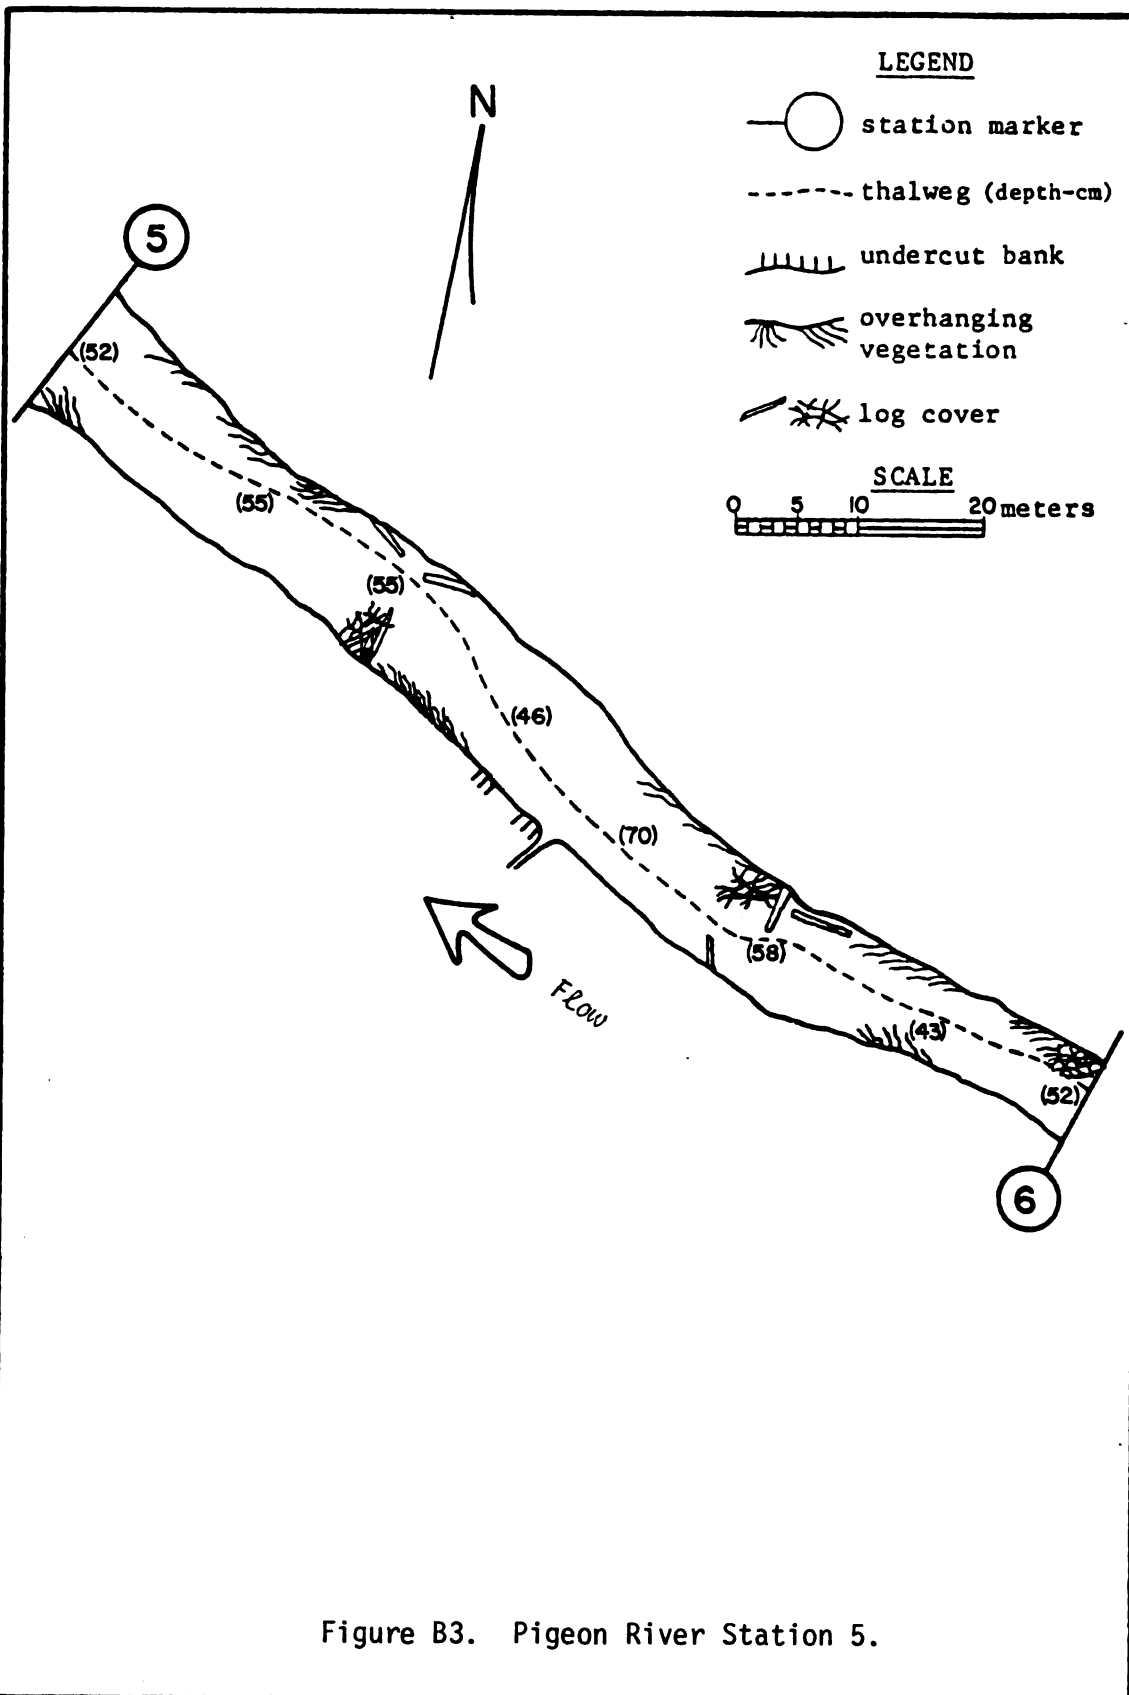 LEGEND
N
station marker
thalweg (depth-cm)
5
undercut bank
overhanging
vegetation
(52)
log cover
SCALE
0 5 10 20 meters
(55)
(55)
(46)
(70)
(58)
Flow
(43)
(52)
6
Figure B3. Pigeon River Station 5.